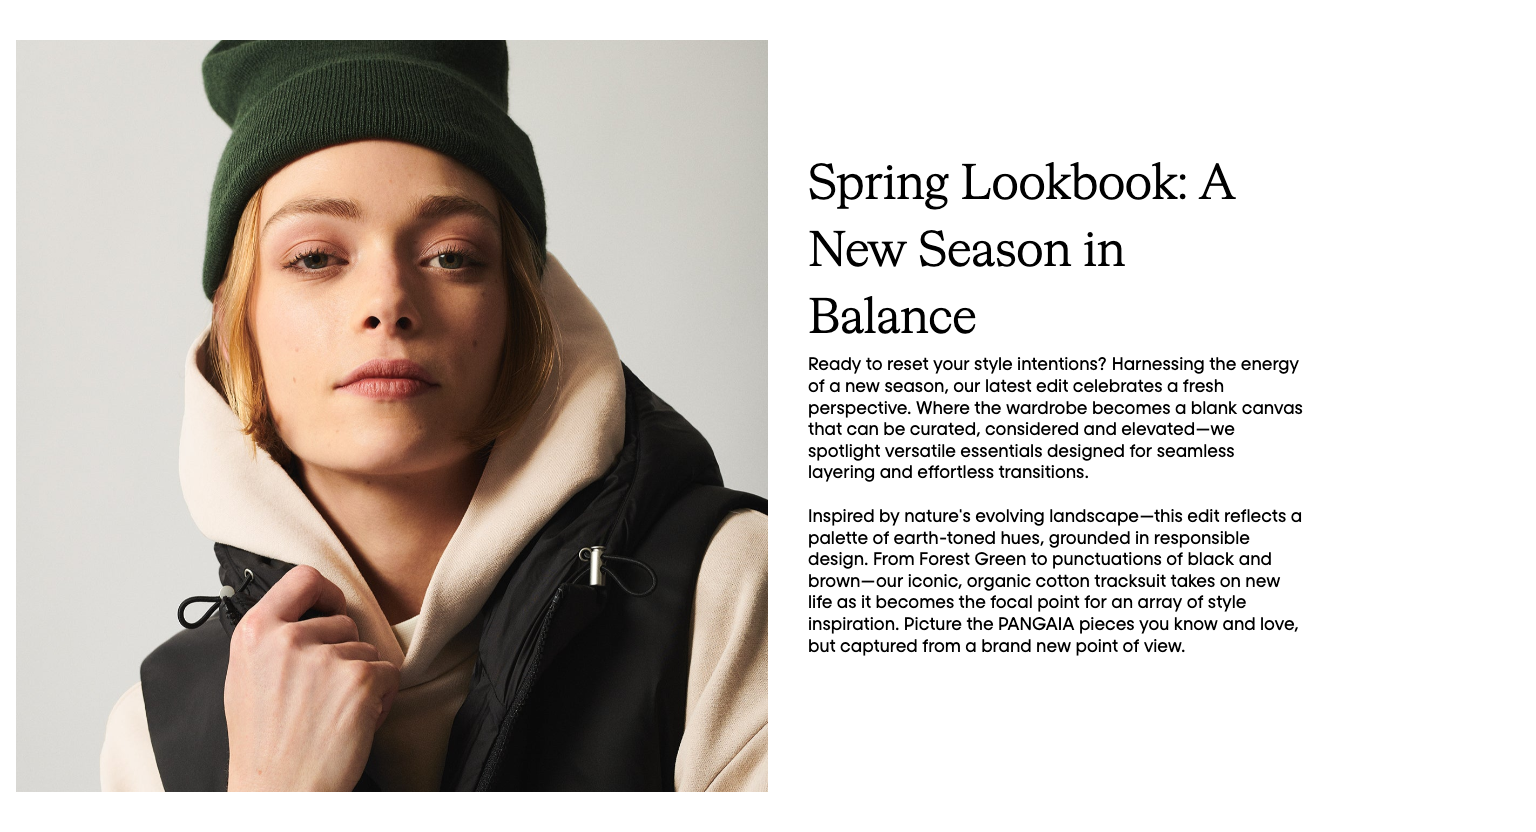 Spring Lookbook: A
New Season in
Balance
Ready to reset your style intentions? Harnessing the energy
of a new season, our latest edit celebrates a fresh
perspective. Where the wardrobe becomes a blank canvas
that can be curated, considered and elevated—we
spotlight versatile essentials designed for seamless
layering and effortless transitions.
Inspired by nature's evolving landscape—this edit reflects a
palette of earth-toned hues, grounded in responsible
design. From Forest Green to punctuations of black and
brown—our iconic, organic cotton tracksuit takes on new
life as it becomes the focal point for an array of style
inspiration. Picture the PANGAIA pieces you know and love,
but captured from a brand new point of view.